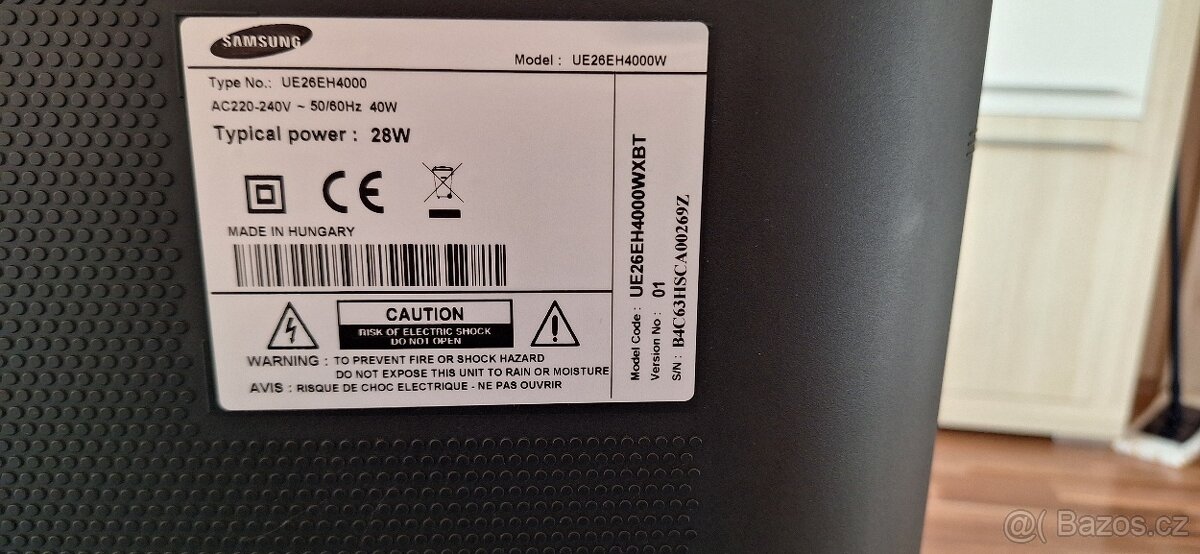 SAMSUNG
Model : UE26EH4000W
Type No.: UE26EH4000
AC220-240V ~ 50/60Hz 40W
Typical power : 28W
CE
MADE IN HUNGARY
CAUTION
RISK OF ELECTRIC SHOCK
DO NOT OPEN
WARNING : TO PREVENT FIRE OR SHOCK HAZARD
DO NOT EXPOSE THIS UNIT TO RAIN OR MOISTURE
AVIS : RISQUE DE CHOC ELECTRIQUE - NE PAS OUVRIR
Model Code : UE26EH4000WXBT
Version No : 01
S/N : B4C63HSCA00269Z
@( Bazos.cz